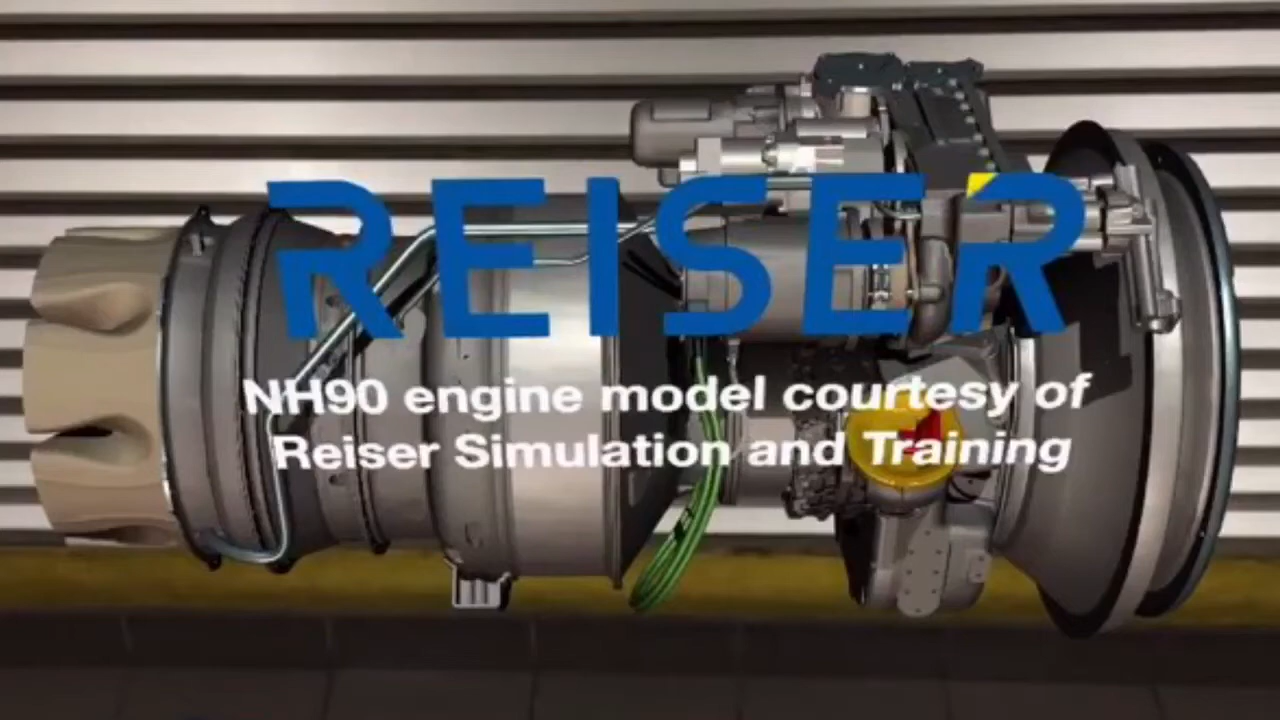 REISER
NH90 engine model courtesy of
Reiser Simulation and Training